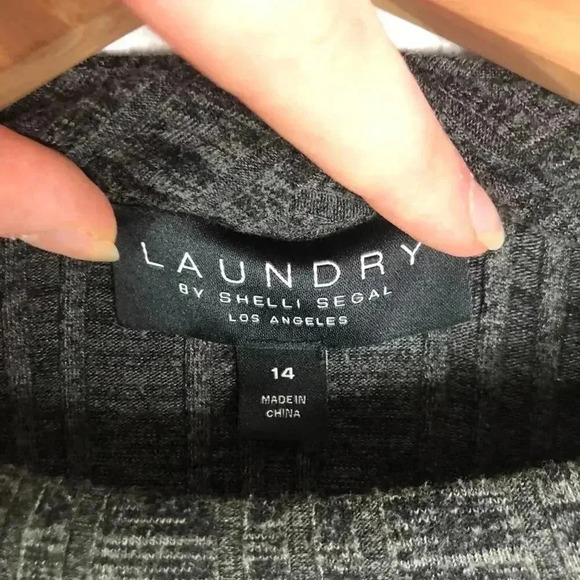 LAUNDRY
BY SHELLI SEGAL
LOS ANGELES
14
MADE IN
CHINA